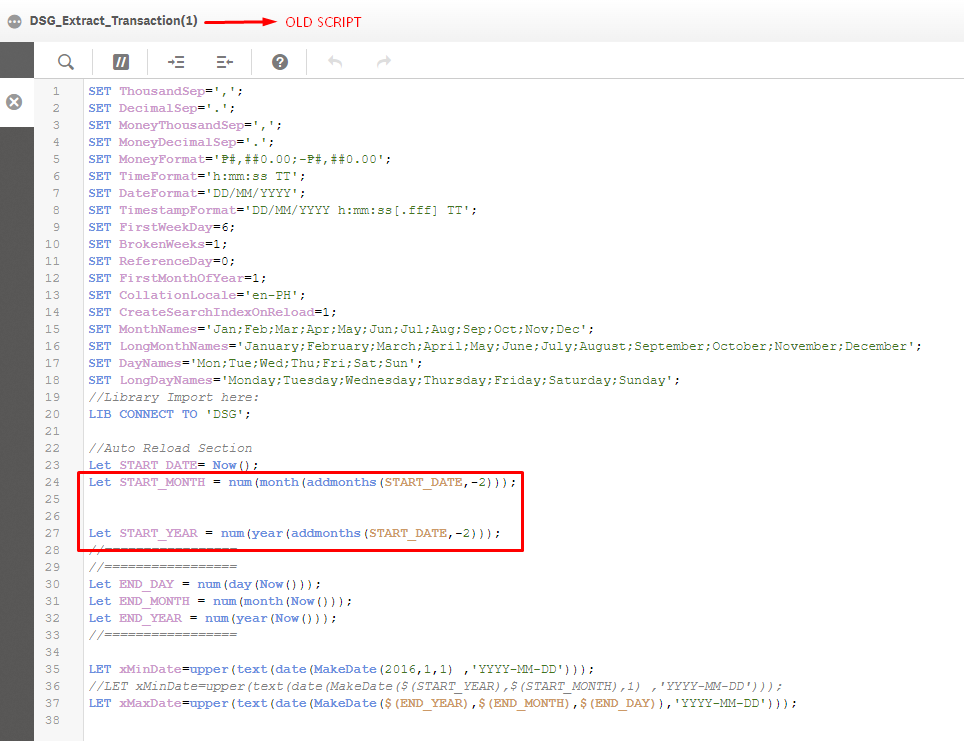 DSG_Extract_Transaction(1) OLD SCRIPT
1 SET ThousandSep=',';
2 SET DecimalSep='.';
3 SET MoneyThousandSep=',';
4 SET MoneyDecimalSep='.';
5 SET MoneyFormat='₱#,##0.00;-₱#,##0.00';
6 SET TimeFormat='h:mm:ss TT';
7 SET DateFormat='DD/MM/YYYY';
8 SET TimestampFormat='DD/MM/YYYY h:mm:ss[.fff] TT';
9 SET FirstWeekDay=6;
10 SET BrokenWeeks=1;
11 SET ReferenceDay=0;
12 SET FirstMonthOfYear=1;
13 SET CollationLocale='en-PH';
14 SET CreateSearchIndexOnReload=1;
15 SET MonthNames='Jan;Feb;Mar;Apr;May;Jun;Jul;Aug;Sep;Oct;Nov;Dec';
16 SET LongMonthNames='January;February;March;April;May;June;July;August;September;October;November;December';
17 SET DayNames='Mon;Tue;Wed;Thu;Fri;Sat;Sun';
18 SET LongDayNames='Monday;Tuesday;Wednesday;Thursday;Friday;Saturday;Sunday';
19 //Library Import here:
20 LIB CONNECT TO 'DSG';
21
22 //Auto Reload Section
23 Let START_DATE= Now();
24 Let START_MONTH = num(month(addmonths(START_DATE,-2)));
25
26
27 Let START_YEAR = num(year(addmonths(START_DATE,-2)));
28 //=================
29 //=================
30 Let END_DAY = num(day(Now()));
31 Let END_MONTH = num(month(Now()));
32 Let END_YEAR = num(year(Now()));
33 //=================
34
35 LET xMinDate=upper(text(date(MakeDate(2016,1,1) ,'YYYY-MM-DD')));
36 //LET xMinDate=upper(text(date(MakeDate($(START_YEAR),$(START_MONTH),1) ,'YYYY-MM-DD')));
37 LET xMaxDate=upper(text(date(MakeDate($(END_YEAR),$(END_MONTH),$(END_DAY)),'YYYY-MM-DD')));
38